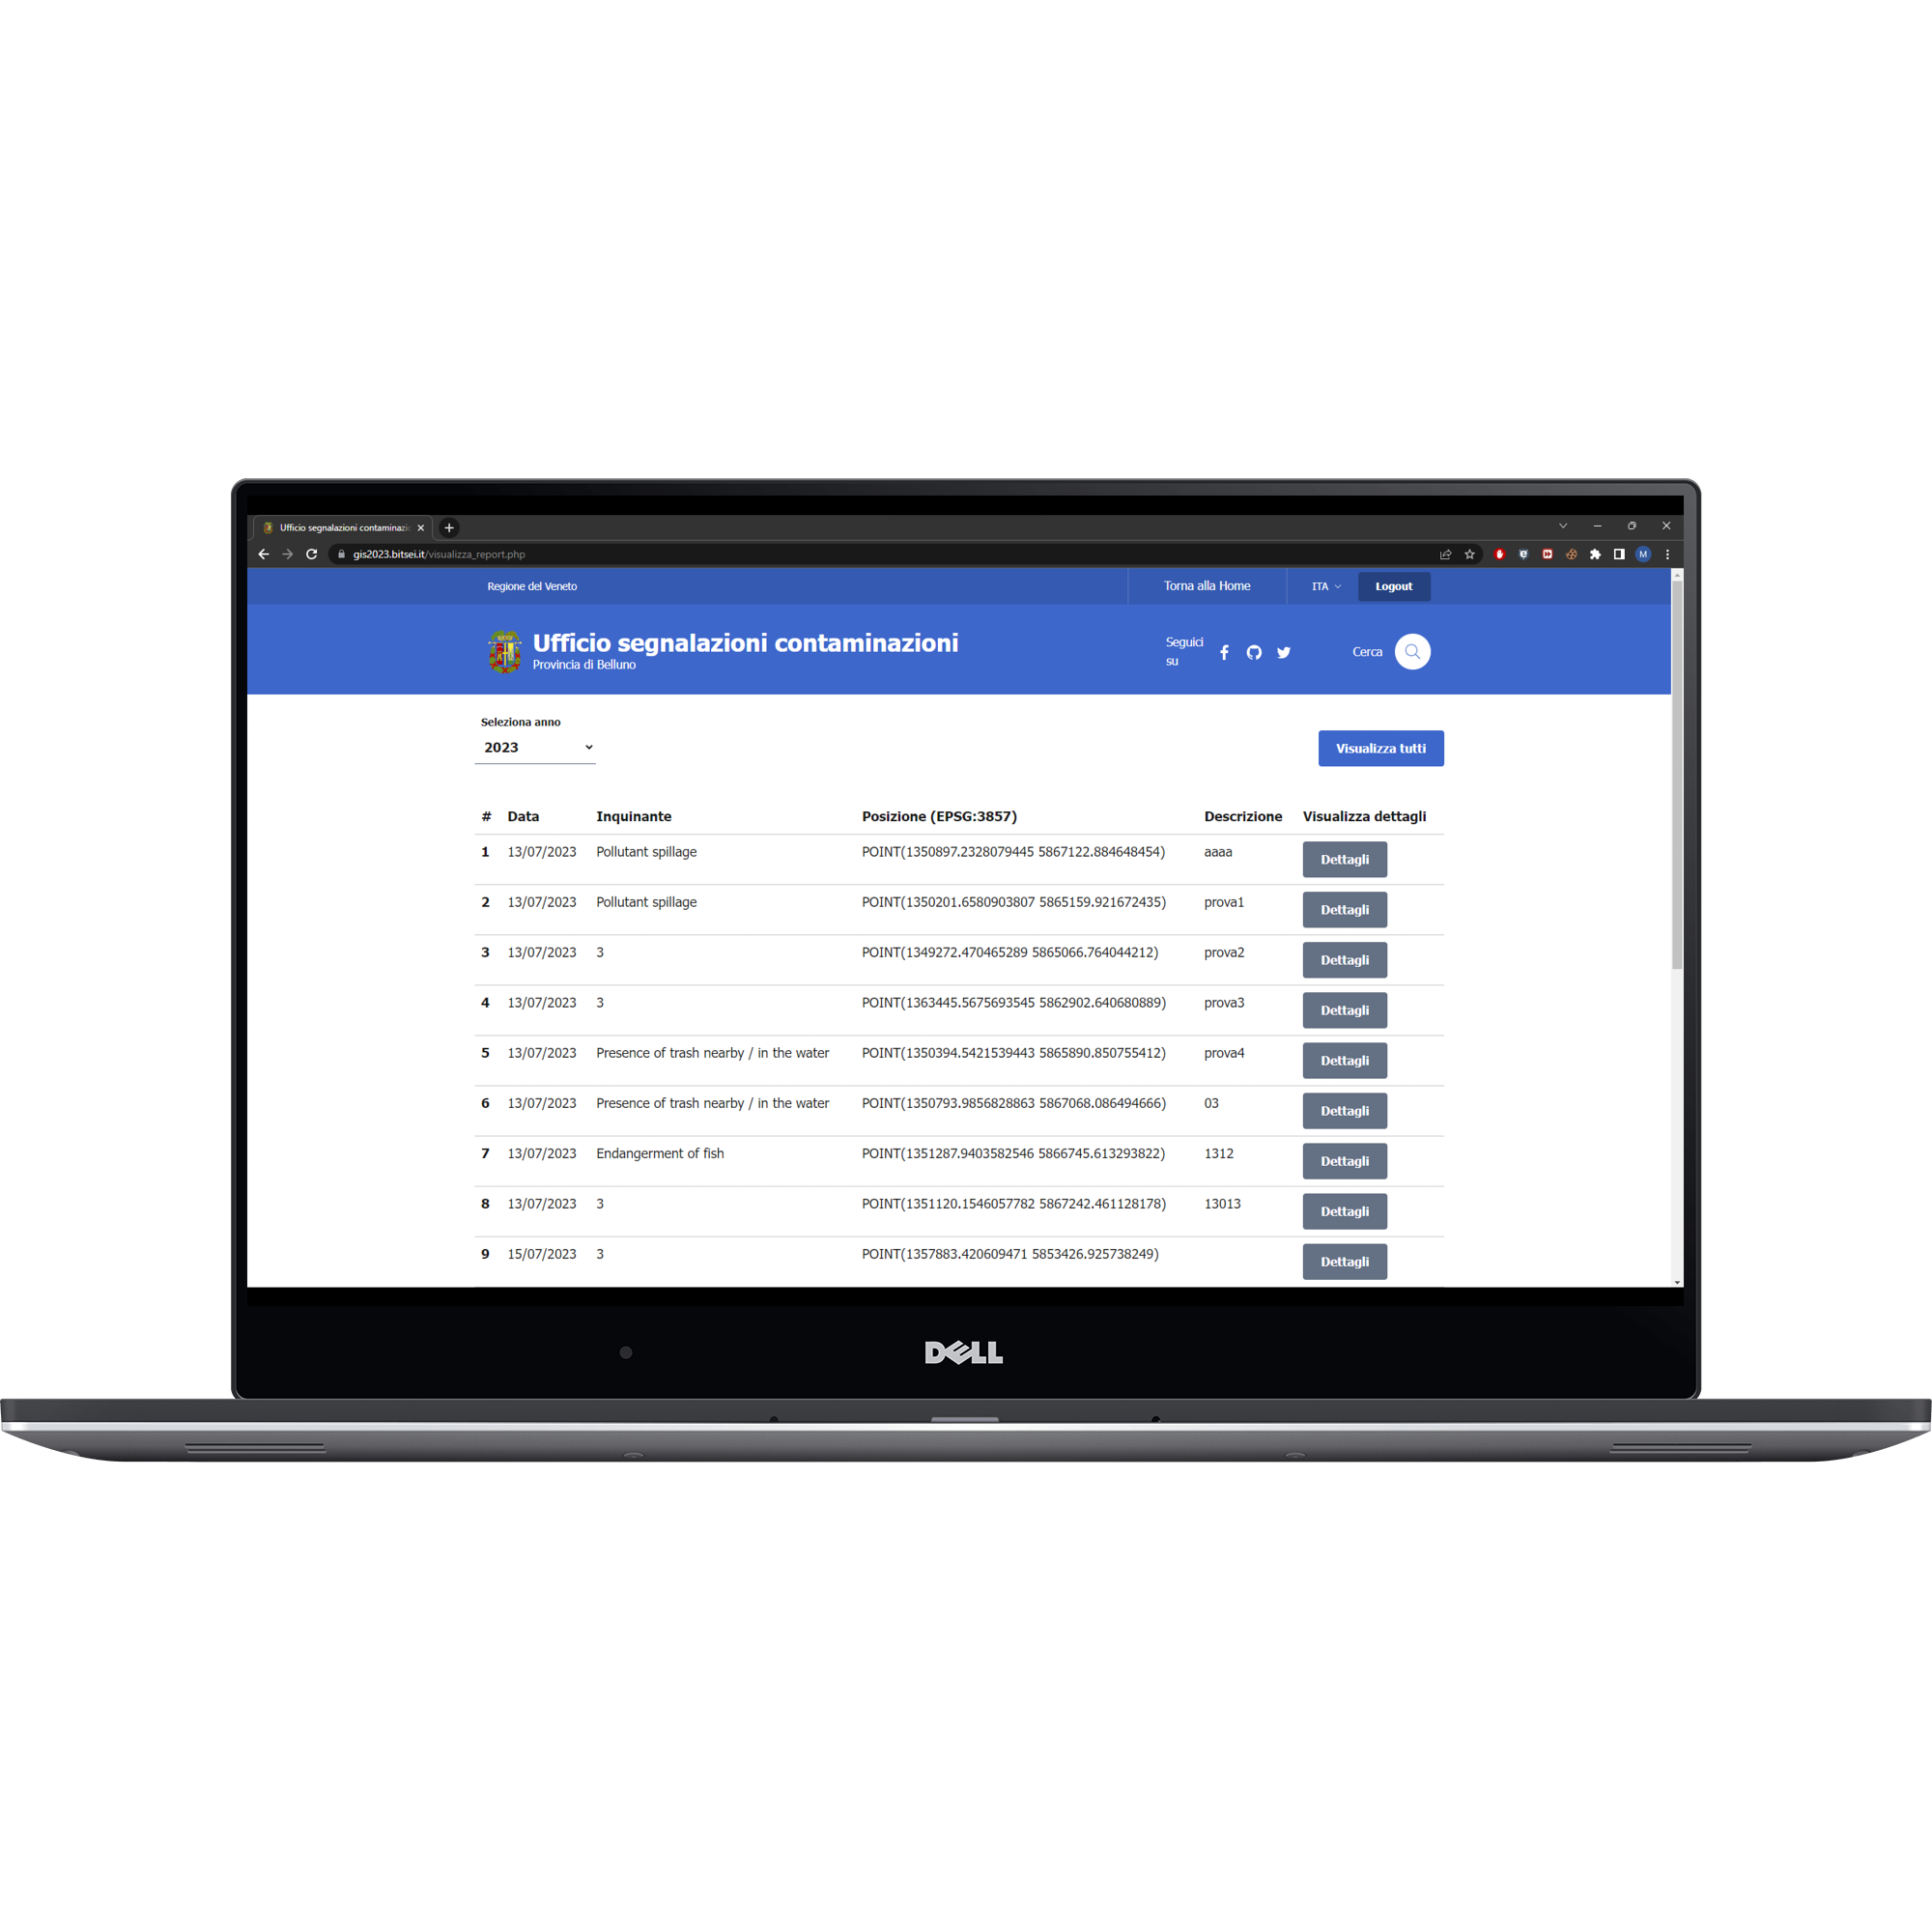 Ufficio segnalazioni contaminazi
gis2023.bitsei.it/visualizza_report.php
M
Regione del Veneto
Torna alla Home
ITA
Logout
Ufficio segnalazioni contaminazioni
Provincia di Belluno
Seguici
su
Cerca
Seleziona anno
2023
Visualizza tutti
# Data Inquinante Posizione (EPSG:3857) Descrizione Visualizza dettagli
1 13/07/2023 Pollutant spillage POINT(1350897.2328079445 5867122.884648454) aaaa Dettagli
2 13/07/2023 Pollutant spillage POINT(1350201.6580903807 5865159.921672435) prova1 Dettagli
3 13/07/2023 3 POINT(1349272.470465289 5865066.764044212) prova2 Dettagli
4 13/07/2023 3 POINT(1363445.5675693545 5862902.640680889) prova3 Dettagli
5 13/07/2023 Presence of trash nearby / in the water POINT(1350394.5421539443 5865890.850755412) prova4 Dettagli
6 13/07/2023 Presence of trash nearby / in the water POINT(1350793.9856828863 5867068.086494666) 03 Dettagli
7 13/07/2023 Endangerment of fish POINT(1351287.9403582546 5866745.613293822) 1312 Dettagli
8 13/07/2023 3 POINT(1351120.1546057782 5867242.461128178) 13013 Dettagli
9 15/07/2023 3 POINT(1357883.420609471 5853426.925738249) Dettagli
DELL